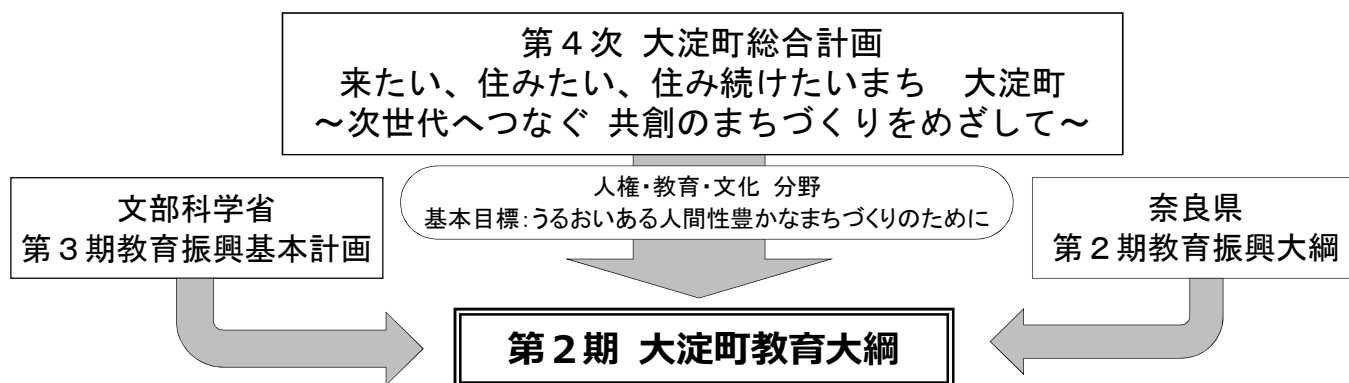 第４次 大淀町総合計画
来たい、住みたい、住み続けたいまち　大淀町
～次世代へつなぐ 共創のまちづくりをめざして～
人権・教育・文化 分野
基本目標：うるおいある人間性豊かなまちづくりのために
文部科学省
第３期教育振興基本計画
奈良県
第２期教育振興大綱
第２期 大淀町教育大綱